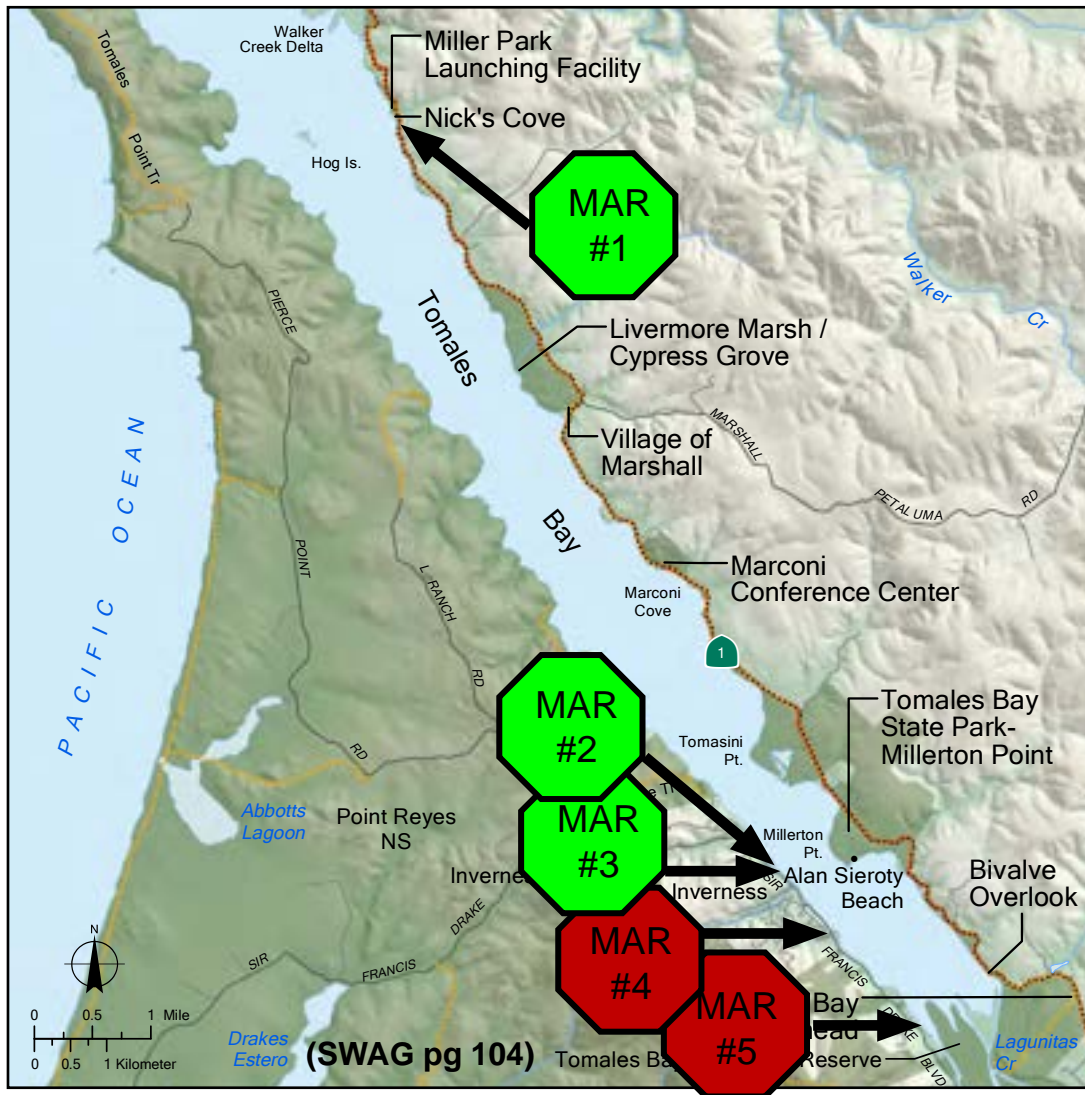 Walker
Creek Delta
Miller Park
Launching Facility
Nick's Cove
Hog Is.
Tomales
Point Tr
MAR
#1
Walker
Cr
PIERCE
Tomales
Livermore Marsh /
Cypress Grove
Village of
Marshall
MARSHALL
PETALUMA
RD
PACIFIC OCEAN
Bay
POINT
L RANCH
RD
Marconi
Conference Center
Marconi
Cove
1
MAR
#2
Tomales Bay
State Park-
Millerton Point
Tomasini
Pt.
RD
Abbotts
Lagoon
Point Reyes
NS
MAR
#3
Millerton
Pt.
Alan Sieroty
Beach
Inverness
SIR
Bivalve
Overlook
DRAKE
FRANCIS
SIR
N
MAR
#4
FRANCIS
DRAKE
BLVD
MAR
#5
Bay
0 0.5 1 Mile
0 0.5 1 Kilometer
Drakes
Estero
(SWAG pg 104)
Tomales Bay
Reserve
Lagunitas
Cr